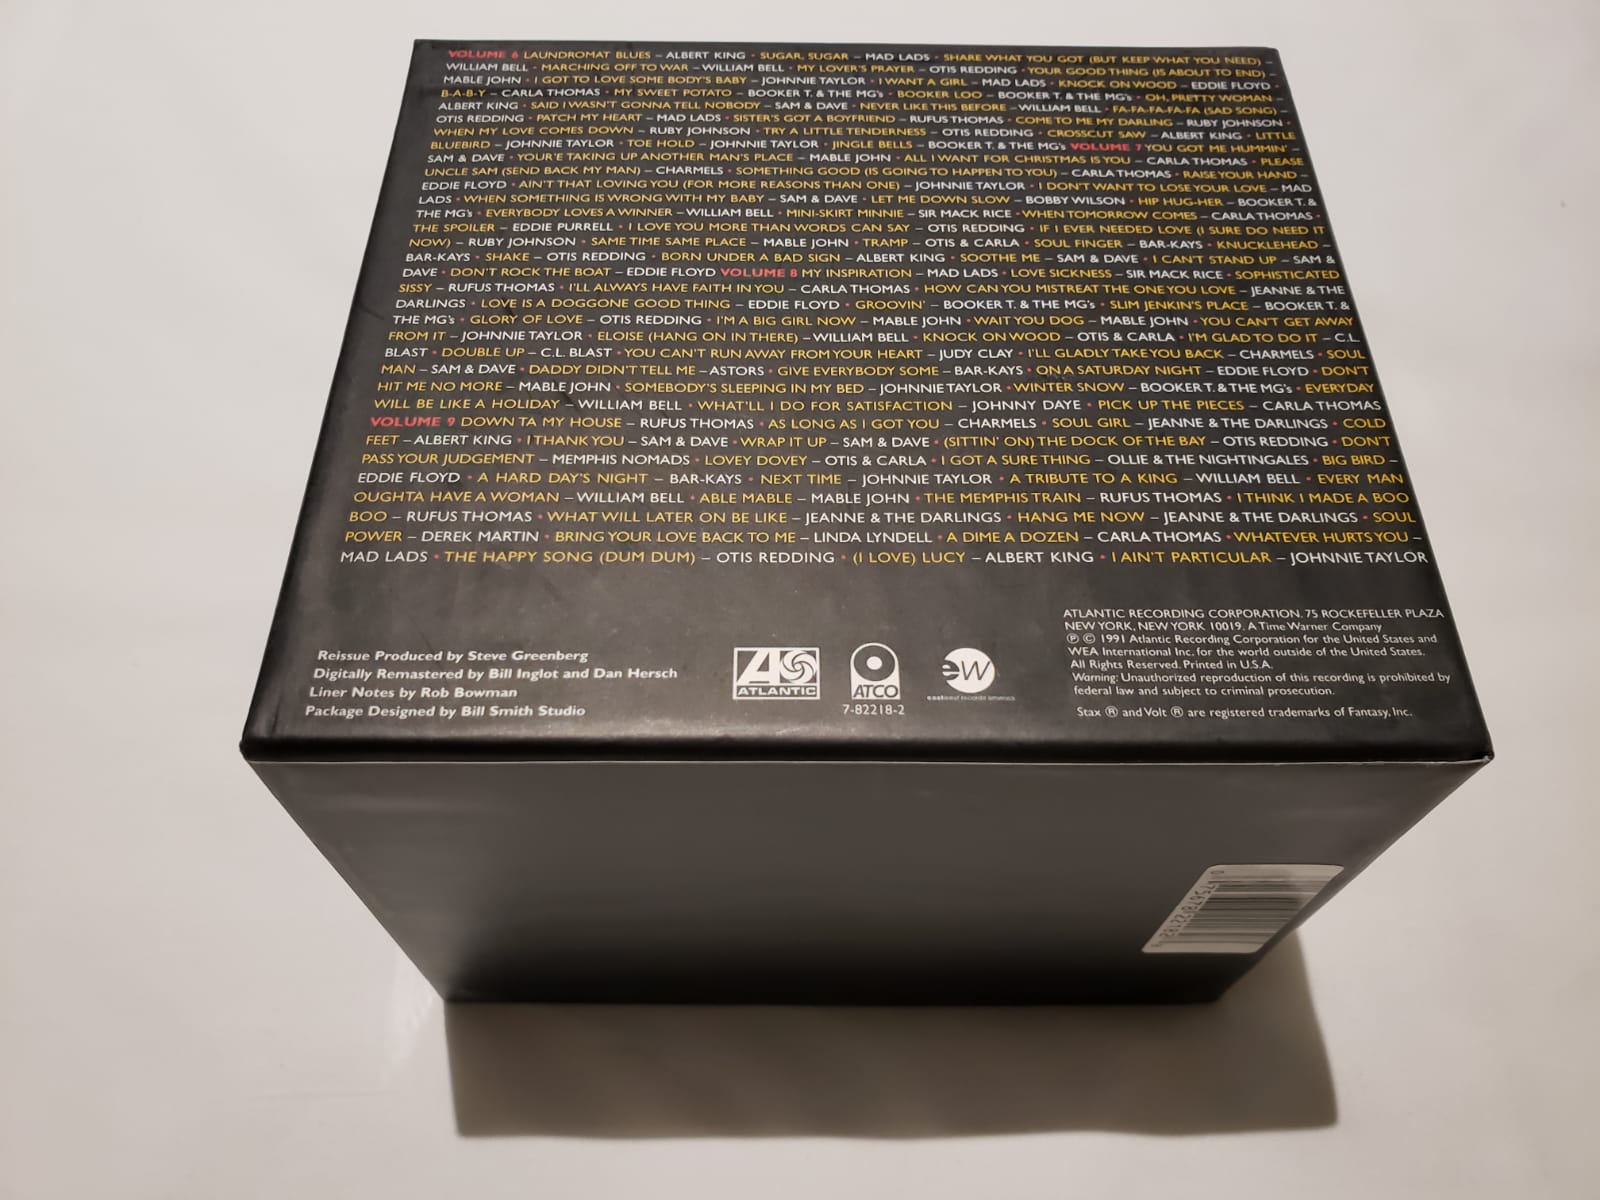 VOLUME 6 LAUNDROMAT BLUES – ALBERT KING • SUGAR, SUGAR – MAD LADS • SHARE WHAT YOU GOT (BUT KEEP WHAT YOU NEED) –
WILLIAM BELL • MARCHING OFF TO WAR – WILLIAM BELL • MY LOVER'S PRAYER – OTIS REDDING • YOUR GOOD THING (IS ABOUT TO END) –
MABLE JOHN • I GOT TO LOVE SOME BODY'S BABY – JOHNNIE TAYLOR • I WANT A GIRL – MAD LADS • KNOCK ON WOOD – EDDIE FLOYD •
B-A-B-Y – CARLA THOMAS • MY SWEET POTATO – BOOKER T. & THE MG's • BOOKER LOO – BOOKER T. & THE MG's • OH, PRETTY WOMAN –
ALBERT KING • SAID I WASN'T GONNA TELL NOBODY – SAM & DAVE • NEVER LIKE THIS BEFORE – WILLIAM BELL • FA-FA-FA-FA-FA (SAD SONG) –
OTIS REDDING • PATCH MY HEART – MAD LADS • SISTER'S GOT A BOYFRIEND – RUFUS THOMAS • COME TO ME MY DARLING – RUBY JOHNSON •
WHEN MY LOVE COMES DOWN – RUBY JOHNSON • TRY A LITTLE TENDERNESS – OTIS REDDING • CROSSCUT SAW – ALBERT KING • LITTLE
BLUEBIRD – JOHNNIE TAYLOR • TOE HOLD – JOHNNIE TAYLOR • JINGLE BELLS – BOOKER T. & THE MG's VOLUME 7 YOU GOT ME HUMMIN' –
SAM & DAVE • YOUR'E TAKING UP ANOTHER MAN'S PLACE – MABLE JOHN • ALL I WANT FOR CHRISTMAS IS YOU – CARLA THOMAS • PLEASE
UNCLE SAM (SEND BACK MY MAN) – CHARMELS • SOMETHING GOOD (IS GOING TO HAPPEN TO YOU) – CARLA THOMAS • RAISE YOUR HAND –
EDDIE FLOYD • AIN'T THAT LOVING YOU (FOR MORE REASONS THAN ONE) – JOHNNIE TAYLOR • I DON'T WANT TO LOSE YOUR LOVE – MAD
LADS • WHEN SOMETHING IS WRONG WITH MY BABY – SAM & DAVE • LET ME DOWN SLOW – BOBBY WILSON • HIP HUG-HER – BOOKER T. &
THE MG's • EVERYBODY LOVES A WINNER – WILLIAM BELL • MINI-SKIRT MINNIE – SIR MACK RICE • WHEN TOMORROW COMES – CARLA THOMAS •
THE SPOILER – EDDIE PURRELL • I LOVE YOU MORE THAN WORDS CAN SAY – OTIS REDDING • IF I EVER NEEDED LOVE (I SURE DO NEED IT
NOW) – RUBY JOHNSON • SAME TIME SAME PLACE – MABLE JOHN • TRAMP – OTIS & CARLA • SOUL FINGER – BAR-KAYS • KNUCKLEHEAD –
BAR-KAYS • SHAKE – OTIS REDDING • BORN UNDER A BAD SIGN – ALBERT KING • SOOTHE ME – SAM & DAVE • I CAN'T STAND UP – SAM &
DAVE • DON'T ROCK THE BOAT – EDDIE FLOYD VOLUME 8 MY INSPIRATION – MAD LADS • LOVE SICKNESS – SIR MACK RICE • SOPHISTICATED
SISSY – RUFUS THOMAS • I'LL ALWAYS HAVE FAITH IN YOU – CARLA THOMAS • HOW CAN YOU MISTREAT THE ONE YOU LOVE – JEANNE & THE
DARLINGS • LOVE IS A DOGGONE GOOD THING – EDDIE FLOYD • GROOVIN' – BOOKER T. & THE MG's • SLIM JENKIN'S PLACE – BOOKER T. &
THE MG's • GLORY OF LOVE – OTIS REDDING • I'M A BIG GIRL NOW – MABLE JOHN • WAIT YOU DOG – MABLE JOHN • YOU CAN'T GET AWAY
FROM IT – JOHNNIE TAYLOR • ELOISE (HANG ON IN THERE) – WILLIAM BELL • KNOCK ON WOOD – OTIS & CARLA • I'M GLAD TO DO IT – C.L.
BLAST • DOUBLE UP – C.L. BLAST • YOU CAN'T RUN AWAY FROM YOUR HEART – JUDY CLAY • I'LL GLADLY TAKE YOU BACK – CHARMELS • SOUL
MAN – SAM & DAVE • DADDY DIDN'T TELL ME – ASTORS • GIVE EVERYBODY SOME – BAR-KAYS • ON A SATURDAY NIGHT – EDDIE FLOYD • DON'T
HIT ME NO MORE – MABLE JOHN • SOMEBODY'S SLEEPING IN MY BED – JOHNNIE TAYLOR • WINTER SNOW – BOOKER T. & THE MG's • EVERYDAY
WILL BE LIKE A HOLIDAY – WILLIAM BELL • WHAT'LL I DO FOR SATISFACTION – JOHNNY DAYE • PICK UP THE PIECES – CARLA THOMAS
VOLUME 9 DOWN TA MY HOUSE – RUFUS THOMAS • AS LONG AS I GOT YOU – CHARMELS • SOUL GIRL – JEANNE & THE DARLINGS • COLD
FEET – ALBERT KING • I THANK YOU – SAM & DAVE • WRAP IT UP – SAM & DAVE • (SITTIN' ON) THE DOCK OF THE BAY – OTIS REDDING • DON'T
PASS YOUR JUDGEMENT – MEMPHIS NOMADS • LOVEY DOVEY – OTIS & CARLA • I GOT A SURE THING – OLLIE & THE NIGHTINGALES • BIG BIRD –
EDDIE FLOYD • A HARD DAY'S NIGHT – BAR-KAYS • NEXT TIME – JOHNNIE TAYLOR • A TRIBUTE TO A KING – WILLIAM BELL • EVERY MAN
OUGHTA HAVE A WOMAN – WILLIAM BELL • ABLE MABLE – MABLE JOHN • THE MEMPHIS TRAIN – RUFUS THOMAS • I THINK I MADE A BOO
BOO – RUFUS THOMAS • WHAT WILL LATER ON BE LIKE – JEANNE & THE DARLINGS • HANG ME NOW – JEANNE & THE DARLINGS • SOUL
POWER – DEREK MARTIN • BRING YOUR LOVE BACK TO ME – LINDA LYNDELL • A DIME A DOZEN – CARLA THOMAS • WHATEVER HURTS YOU –
MAD LADS • THE HAPPY SONG (DUM DUM) – OTIS REDDING • (I LOVE) LUCY – ALBERT KING • I AIN'T PARTICULAR – JOHNNIE TAYLOR
Reissue Produced by Steve Greenberg
Digitally Remastered by Bill Inglot and Dan Hersch
Liner Notes by Rob Bowman
Package Designed by Bill Smith Studio
ATLANTIC
ATCO
7-82218-2
ew
eastwest records america
ATLANTIC RECORDING CORPORATION, 75 ROCKEFELLER PLAZA
NEW YORK, NEW YORK 10019. A Time Warner Company
℗ © 1991 Atlantic Recording Corporation for the United States and
WEA International Inc. for the world outside of the United States.
All Rights Reserved. Printed in U.S.A.
Warning: Unauthorized reproduction of this recording is prohibited by
federal law and subject to criminal prosecution.
Stax ® and Volt ® are registered trademarks of Fantasy, Inc.
0 75678 22182